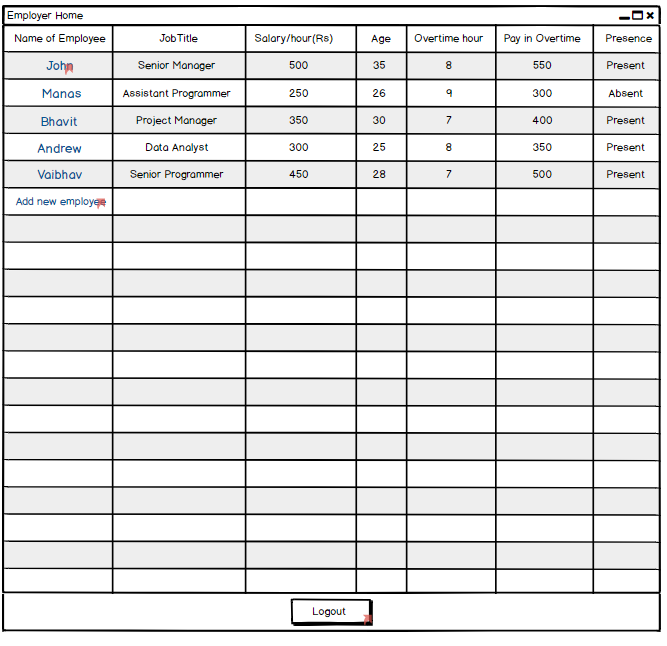 Employer Home
Name of Employee JobTitle Salary/hour(Rs) Age Overtime hour Pay in Overtime Presence
John Senior Manager 500 35 8 550 Present
Manas Assistant Programmer 250 26 9 300 Absent
Bhavit Project Manager 350 30 7 400 Present
Andrew Data Analyst 300 25 8 350 Present
Vaibhav Senior Programmer 450 28 7 500 Present
Add new employee
Logout